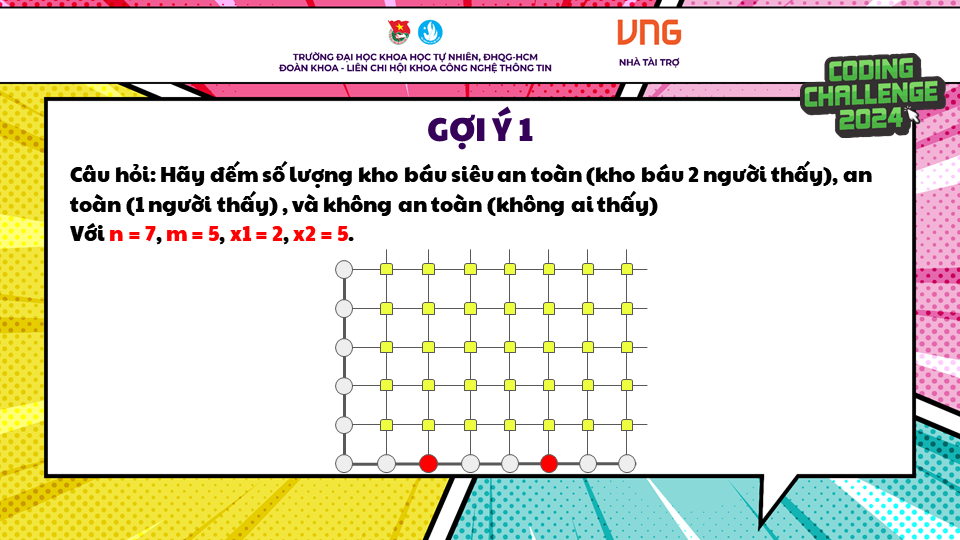 TRƯỜNG ĐẠI HỌC KHOA HỌC TỰ NHIÊN, ĐHQG-HCM
ĐOÀN KHOA - LIÊN CHI HỘI KHOA CÔNG NGHỆ THÔNG TIN
VNG
NHÀ TÀI TRỢ
CODING
CHALLENGE
2024
GỢI Ý 1
Câu hỏi: Hãy đếm số lượng kho báu siêu an toàn (kho báu 2 người thấy), an
toàn (1 người thấy) , và không an toàn (không ai thấy)
Với n = 7, m = 5, x1 = 2, x2 = 5.